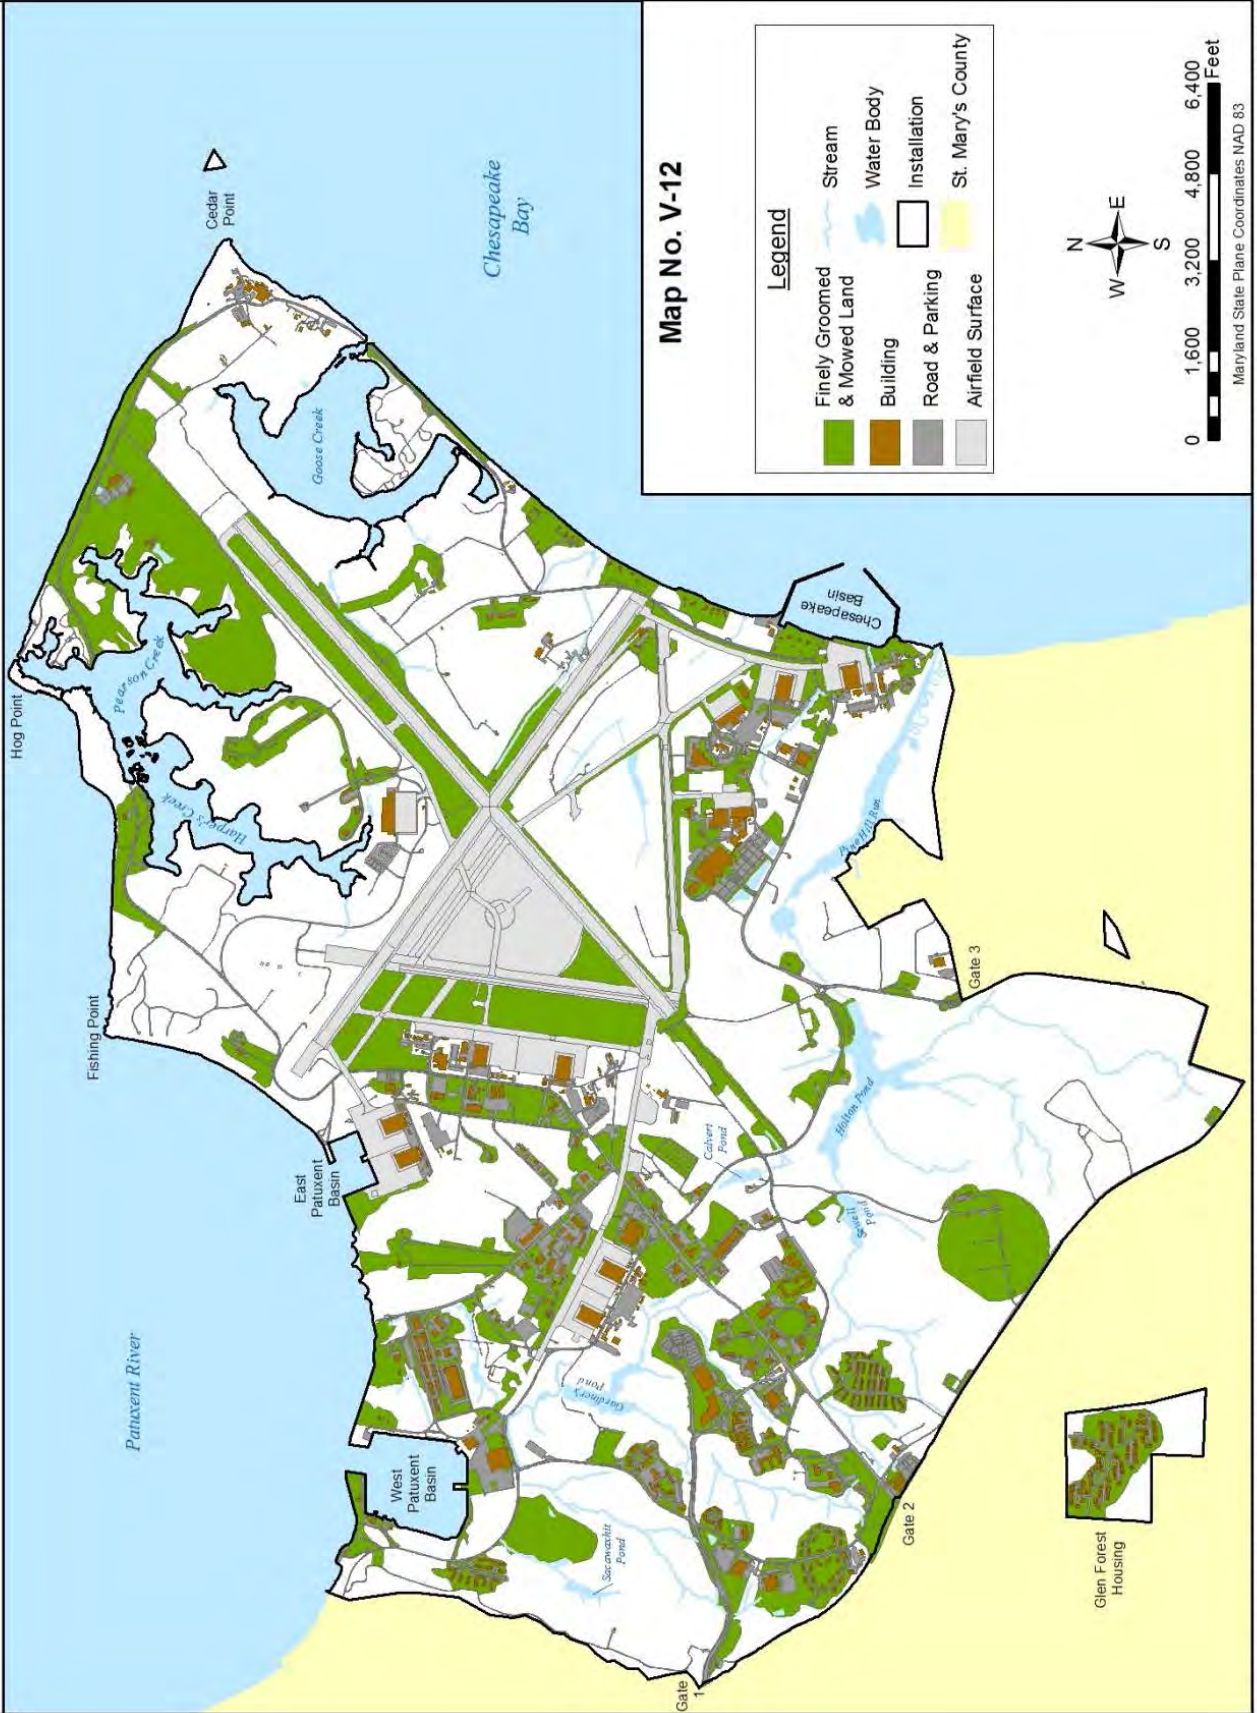 Hog Point
Fishing Point
Cedar
Point
Patuxent River
Chesapeake
Bay
Pearson Creek
Harper's Creek
Goose Creek
East
Patuxent
Basin
West
Patuxent
Basin
Chesapeake
Basin
Pine Hill Run
Gardiner's
Pond
Calvert
Pond
Holton Pond
Sewell
Pond
Sacawaxhit
Pond
Gate
1
Gate 2
Gate 3
Glen Forest
Housing
Map No. V-12
Legend
Finely Groomed
& Mowed Land
Building
Road & Parking
Airfield Surface
Stream
Water Body
Installation
St. Mary's County
N
W
E
S
0 1,600 3,200 4,800 6,400
Feet
Maryland State Plane Coordinates NAD 83